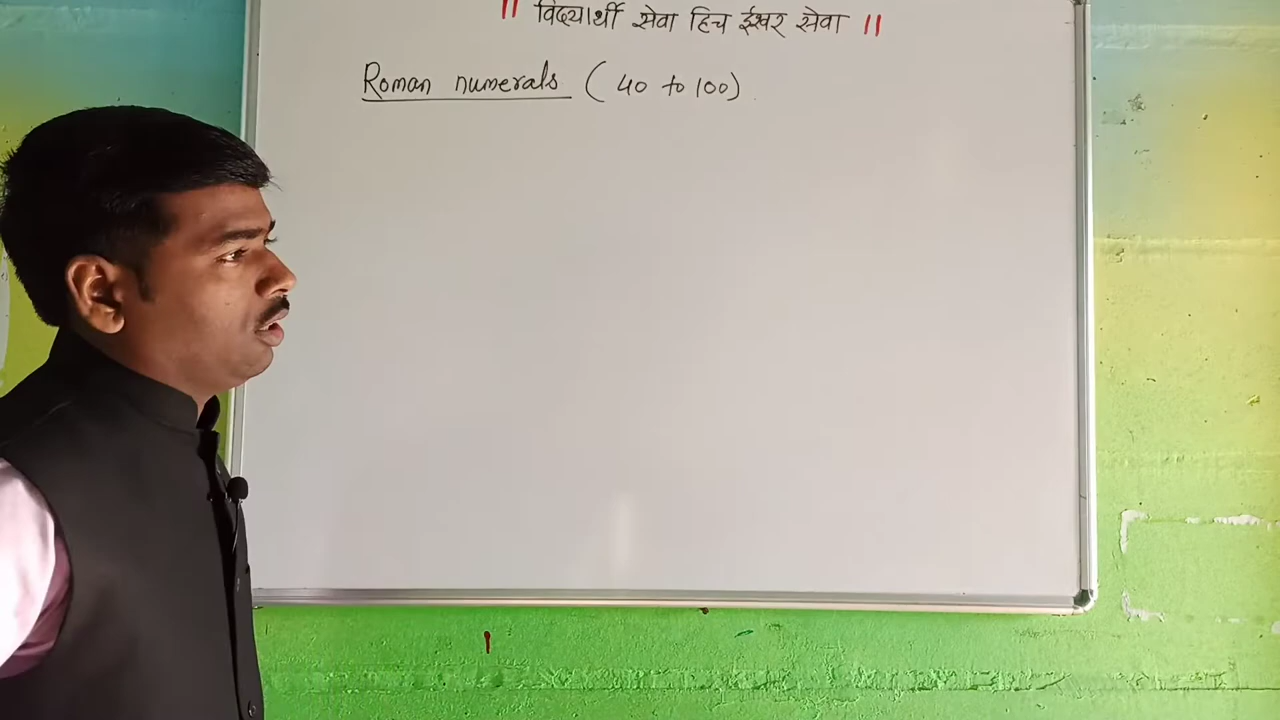 || विद्यार्थी सेवा हिच ईश्वर सेवा ||
Roman numerals (40 to 100)